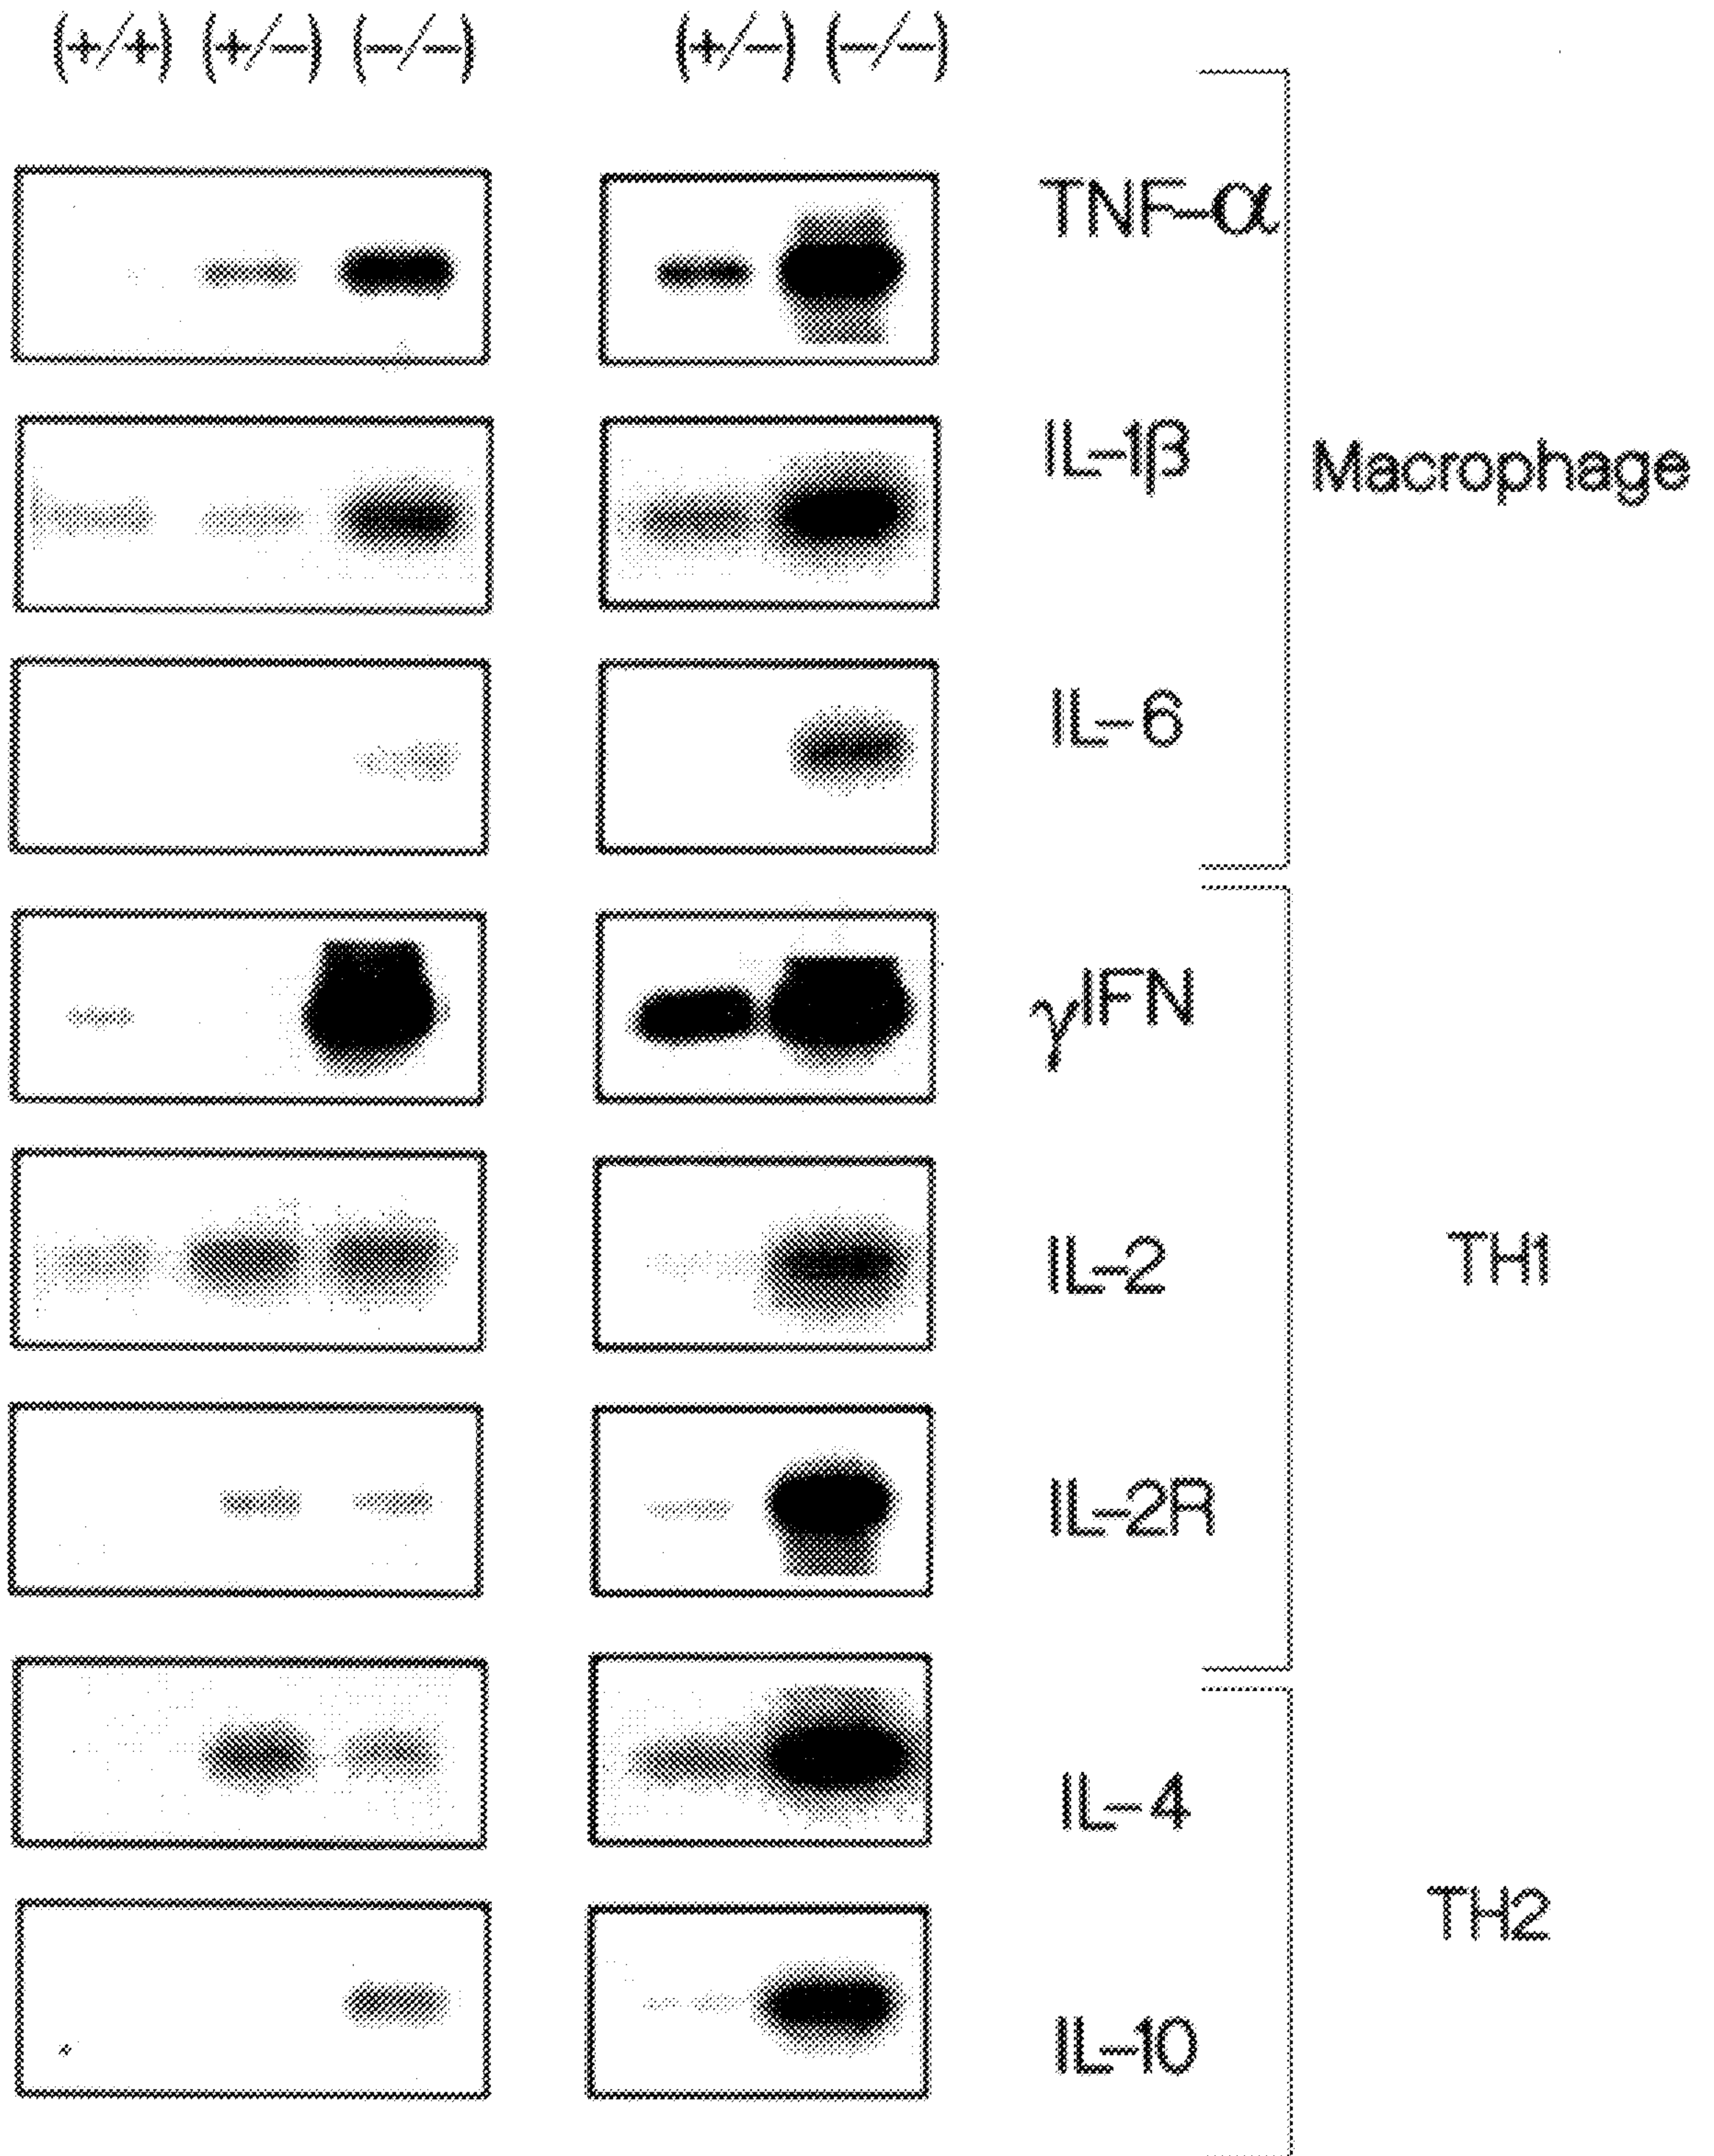 (+/+) (+/–) (–/–) (+/–) (–/–)
TNF–α
IL–1β
Macrophage
IL–6
γIFN
IL–2
TH1
IL–2R
IL–4
TH2
IL–10